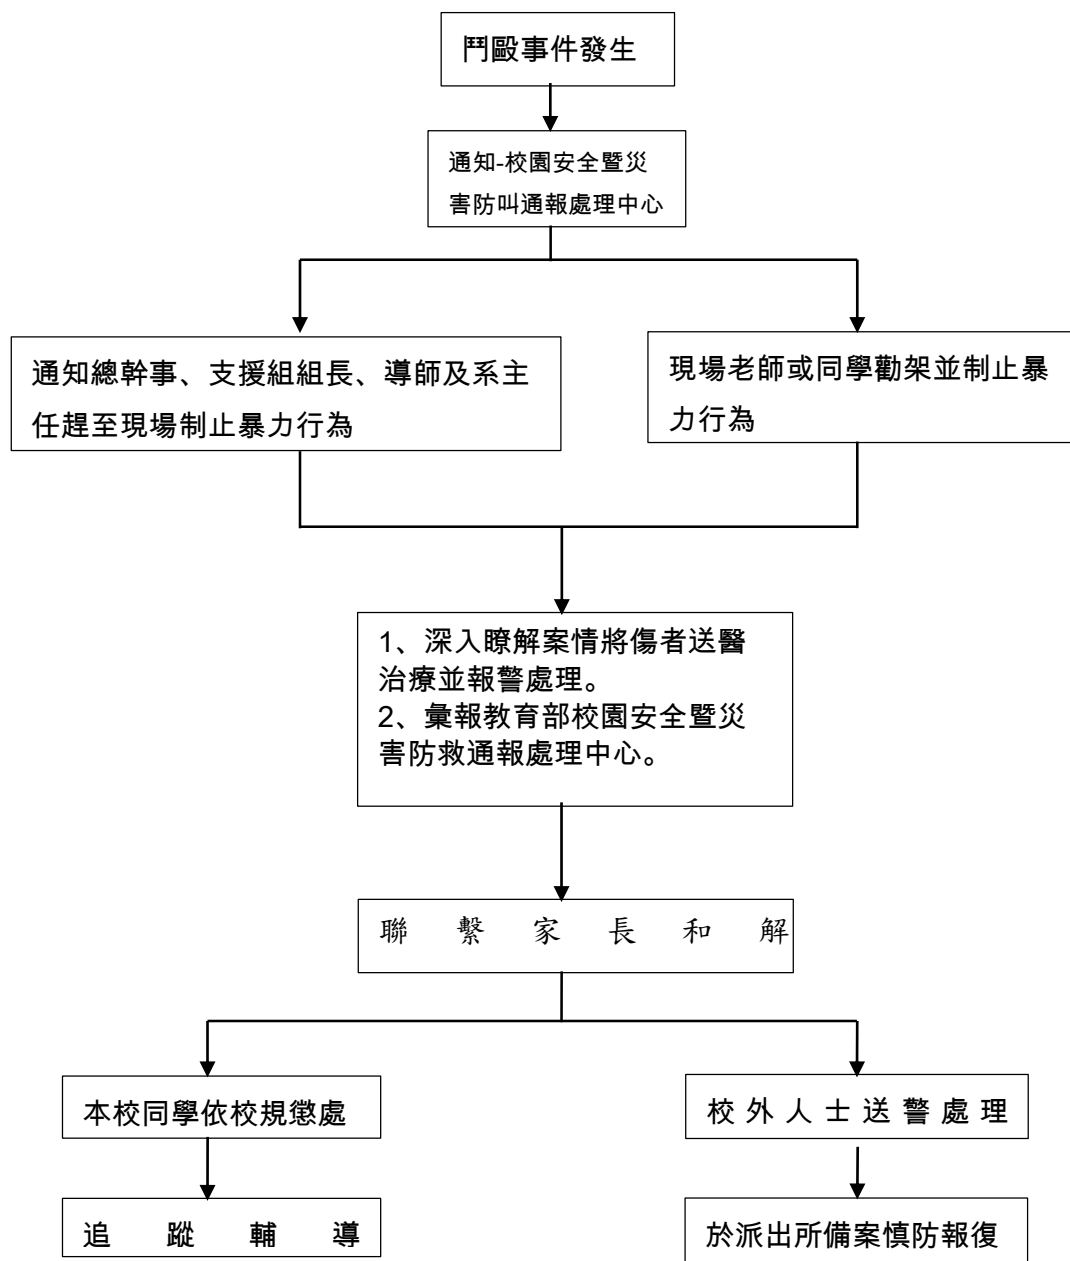 鬥毆事件發生
通知-校園安全暨災
害防叫通報處理中心
通知總幹事、支援組組長、導師及系主
任趕至現場制止暴力行為
現場老師或同學勸架並制止暴
力行為
1、深入瞭解案情將傷者送醫
治療並報警處理。
2、彙報教育部校園安全暨災
害防救通報處理中心。
聯繫家長和解
本校同學依校規懲處
校外人士送警處理
追蹤輔導
於派出所備案慎防報復